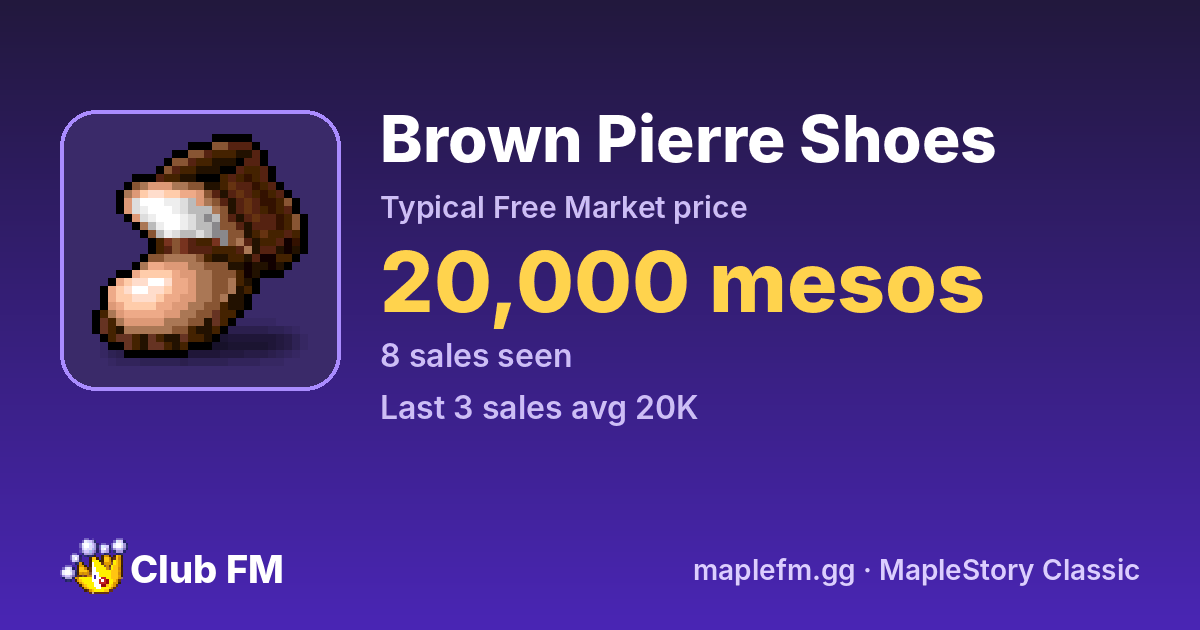 Brown Pierre Shoes
Typical Free Market price
20,000 mesos
8 sales seen
Last 3 sales avg 20K
Club FM
maplefm.gg · MapleStory Classic